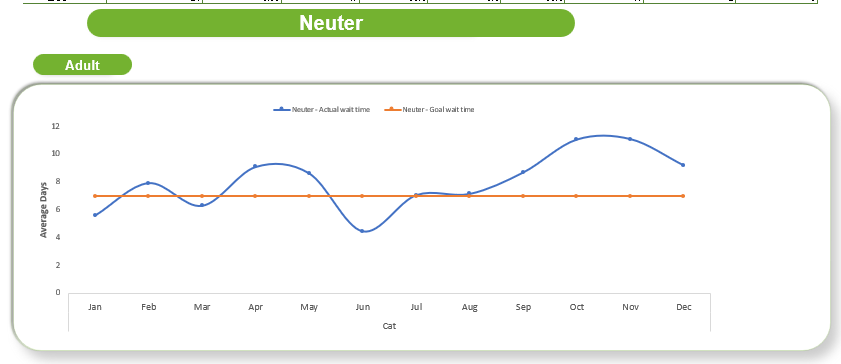 Neuter
Adult
Neuter - Actual wait time Neuter - Goal wait time
12
10
8
6
4
2
0
Average Days
Jan Feb Mar Apr May Jun Jul Aug Sep Oct Nov Dec
Cat